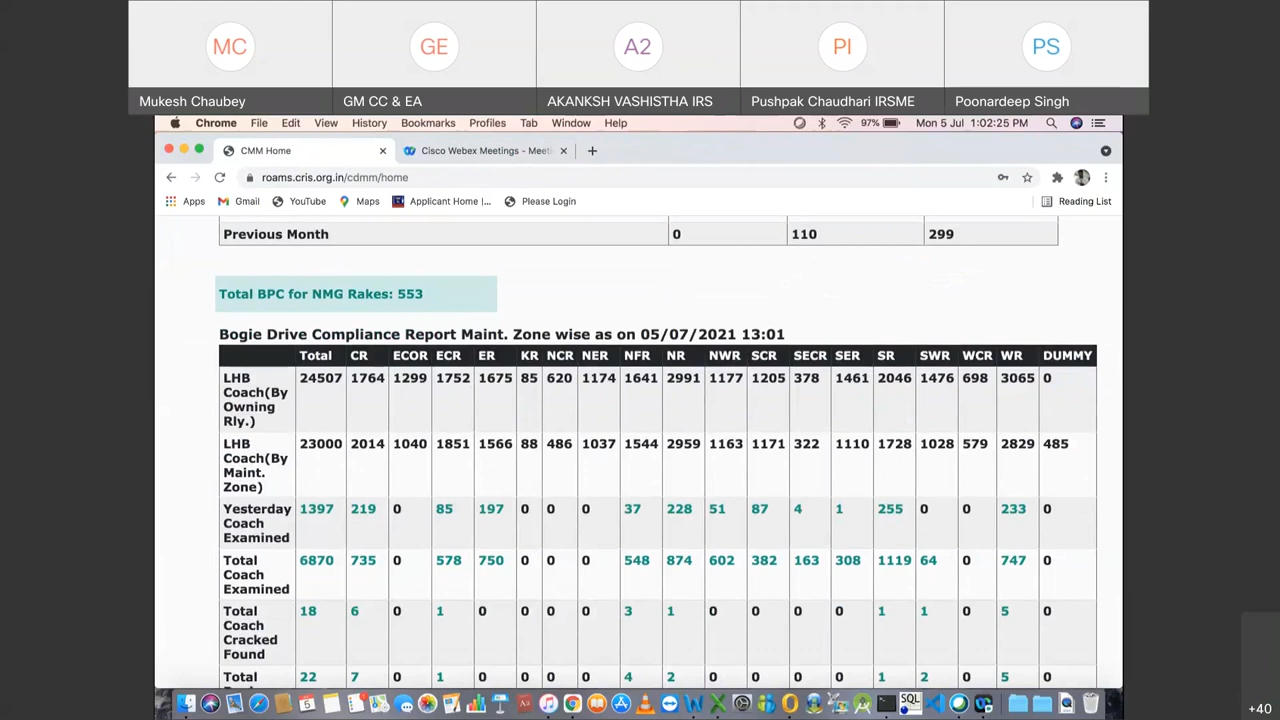 MC GE A2 PI PS
Mukesh Chaubey GM CC & EA AKANKSH VASHISTHA IRS Pushpak Chaudhari IRSME Poonardeep Singh
Chrome File Edit View History Bookmarks Profiles Tab Window Help 97% Mon 5 Jul 1:02:25 PM
CMM Home Cisco Webex Meetings - Meeti
roams.cris.org.in/cdmm/home
Apps Gmail YouTube Maps Applicant Home |... Please Login Reading List
Previous Month 0 110 299
Total BPC for NMG Rakes: 553
Bogie Drive Compliance Report Maint. Zone wise as on 05/07/2021 13:01
Total CR ECOR ECR ER KR NCR NER NFR NR NWR SCR SECR SER SR SWR WCR WR DUMMY
LHB 24507 1764 1299 1752 1675 85 620 1174 1641 2991 1177 1205 378 1461 2046 1476 698 3065 0
Coach(By
Owning
Rly.)
LHB 23000 2014 1040 1851 1566 88 486 1037 1544 2959 1163 1171 322 1110 1728 1028 579 2829 485
Coach(By
Maint.
Zone)
Yesterday 1397 219 0 85 197 0 0 0 37 228 51 87 4 1 255 0 0 233 0
Coach
Examined
Total 6870 735 0 578 750 0 0 0 548 874 602 382 163 308 1119 64 0 747 0
Coach
Examined
Total 18 6 0 1 0 0 0 0 3 1 0 0 0 0 1 1 0 5 0
Coach
Cracked
Found
Total 22 7 0 1 0 0 0 0 4 2 0 0 0 0 1 2 0 5 0
SQL
+40